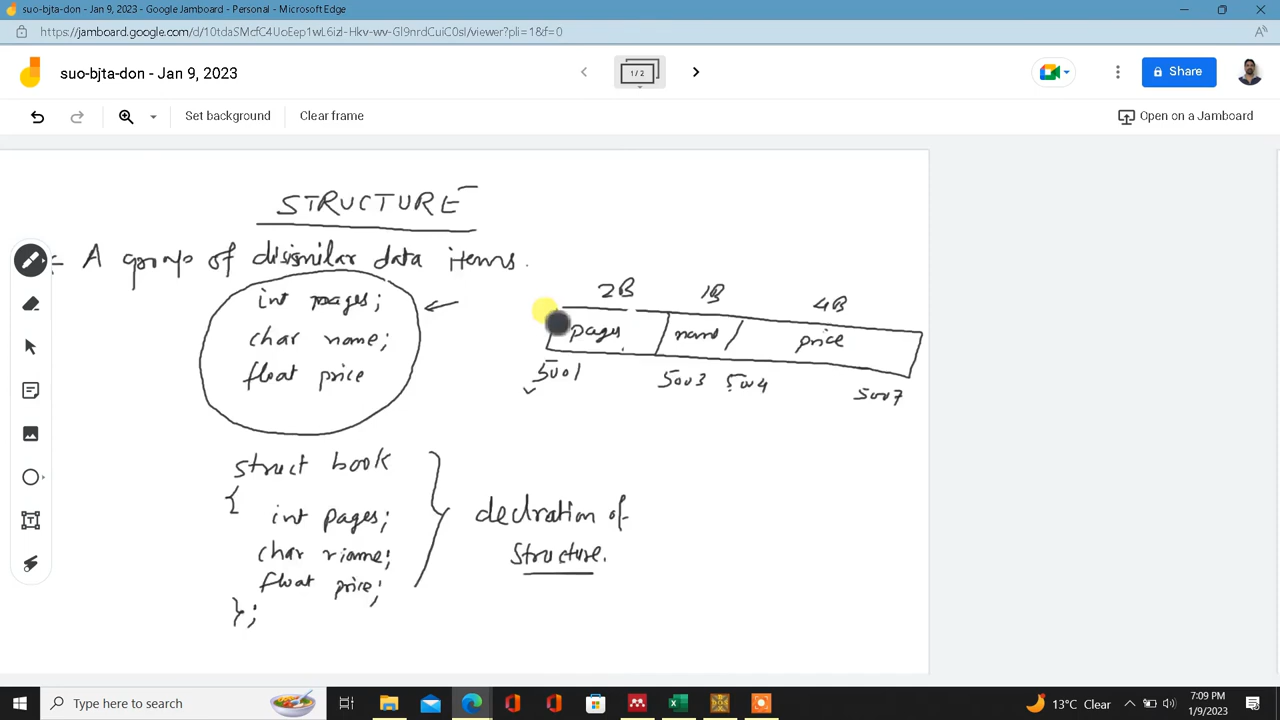 suo-bjta-don - Jan 9, 2023 - Google Jamboard - Personal - Microsoft Edge
https://jamboard.google.com/d/10tdaSMcfC4UoEep1wL6izl-Hkv-wv-Gl9nrdCuiC0sI/viewer?pli=1&f=0
suo-bjta-don - Jan 9, 2023
1 / 2
Share
Set background
Clear frame
Open on a Jamboard
STRUCTURE
:- A group of disimilar data items.
int pages;
char name;
float price
2B 1B 4B
pages name price
5001 5003 5004 5007
struct book
{
int pages;
char name;
float price;
};
declration of
structure.
Type here to search
13°C Clear
7:09 PM
1/9/2023